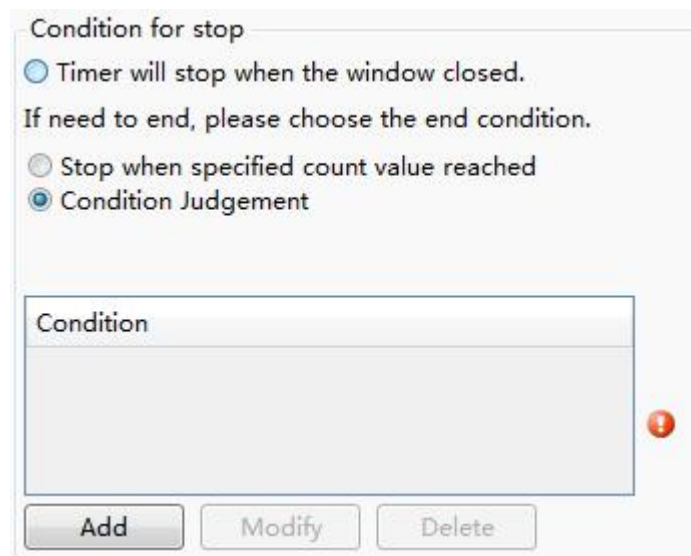 Condition for stop
Timer will stop when the window closed.
If need to end, please choose the end condition.
Stop when specified count value reached
Condition Judgement
Condition
Add Modify Delete